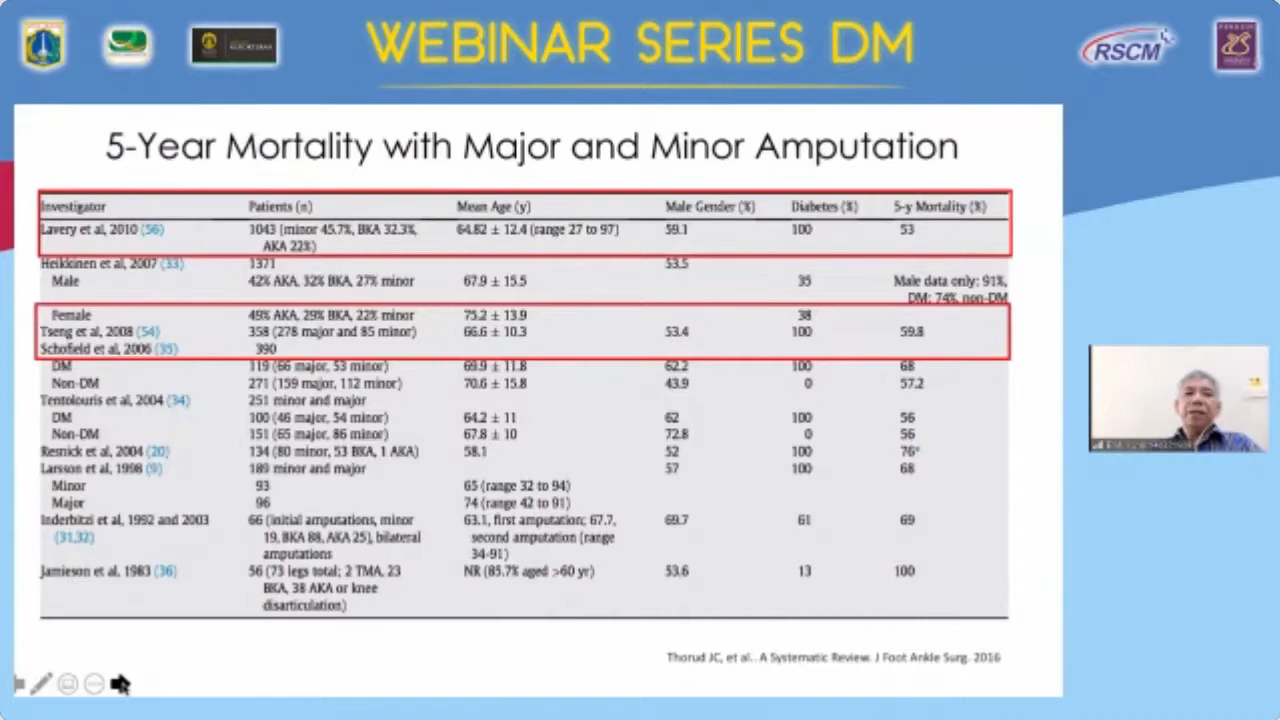 WEBINAR SERIES DM
RSCM
5-Year Mortality with Major and Minor Amputation
Investigator Patients (n) Mean Age (y) Male Gender (%) Diabetes (%) 5-y Mortality (%)
Lavery et al, 2010 (56) 1043 (minor 45.7%, BKA 32.3%, 64.82 ± 12.4 (range 27 to 97) 59.1 100 53
AKA 22%)
Heikkinen et al, 2007 (33) 1371 53.5
Male 42% AKA, 32% BKA, 27% minor 67.9 ± 15.5 35 Male data only: 91%,
DM; 74%, non-DM
Female 49% AKA, 29% BKA, 22% minor 75.2 ± 13.9 38
Tseng et al, 2008 (54) 358 (278 major and 85 minor) 66.6 ± 10.3 53.4 100 59.8
Schofield et al, 2006 (35) 390
DM 119 (66 major, 53 minor) 69.9 ± 11.8 62.2 100 68
Non-DM 271 (159 major, 112 minor) 70.6 ± 15.8 43.9 0 57.2
Tentolouris et al, 2004 (34) 251 minor and major
DM 100 (46 major, 54 minor) 64.2 ± 11 62 100 56
Non-DM 151 (65 major, 86 minor) 67.8 ± 10 72.8 0 56
Resnick et al, 2004 (20) 134 (80 minor, 53 BKA, 1 AKA) 58.1 52 100 76*
Larsson et al, 1998 (9) 189 minor and major 57 100 68
Minor 93 65 (range 32 to 94)
Major 96 74 (range 42 to 91)
Inderbitzi et al, 1992 and 2003 66 (initial amputations, minor 63.1, first amputation; 67.7, 69.7 61 69
(31,32) 19, BKA 88, AKA 25), bilateral second amputation (range
amputations 34-91)
Jamieson et al, 1983 (36) 56 (73 legs total; 2 TMA, 23 NR (85.7% aged >60 yr) 53.6 13 100
BKA, 38 AKA or knee
disarticulation)
Thorud JC, et al.. A Systematic Review. J Foot Ankle Surg. 2016